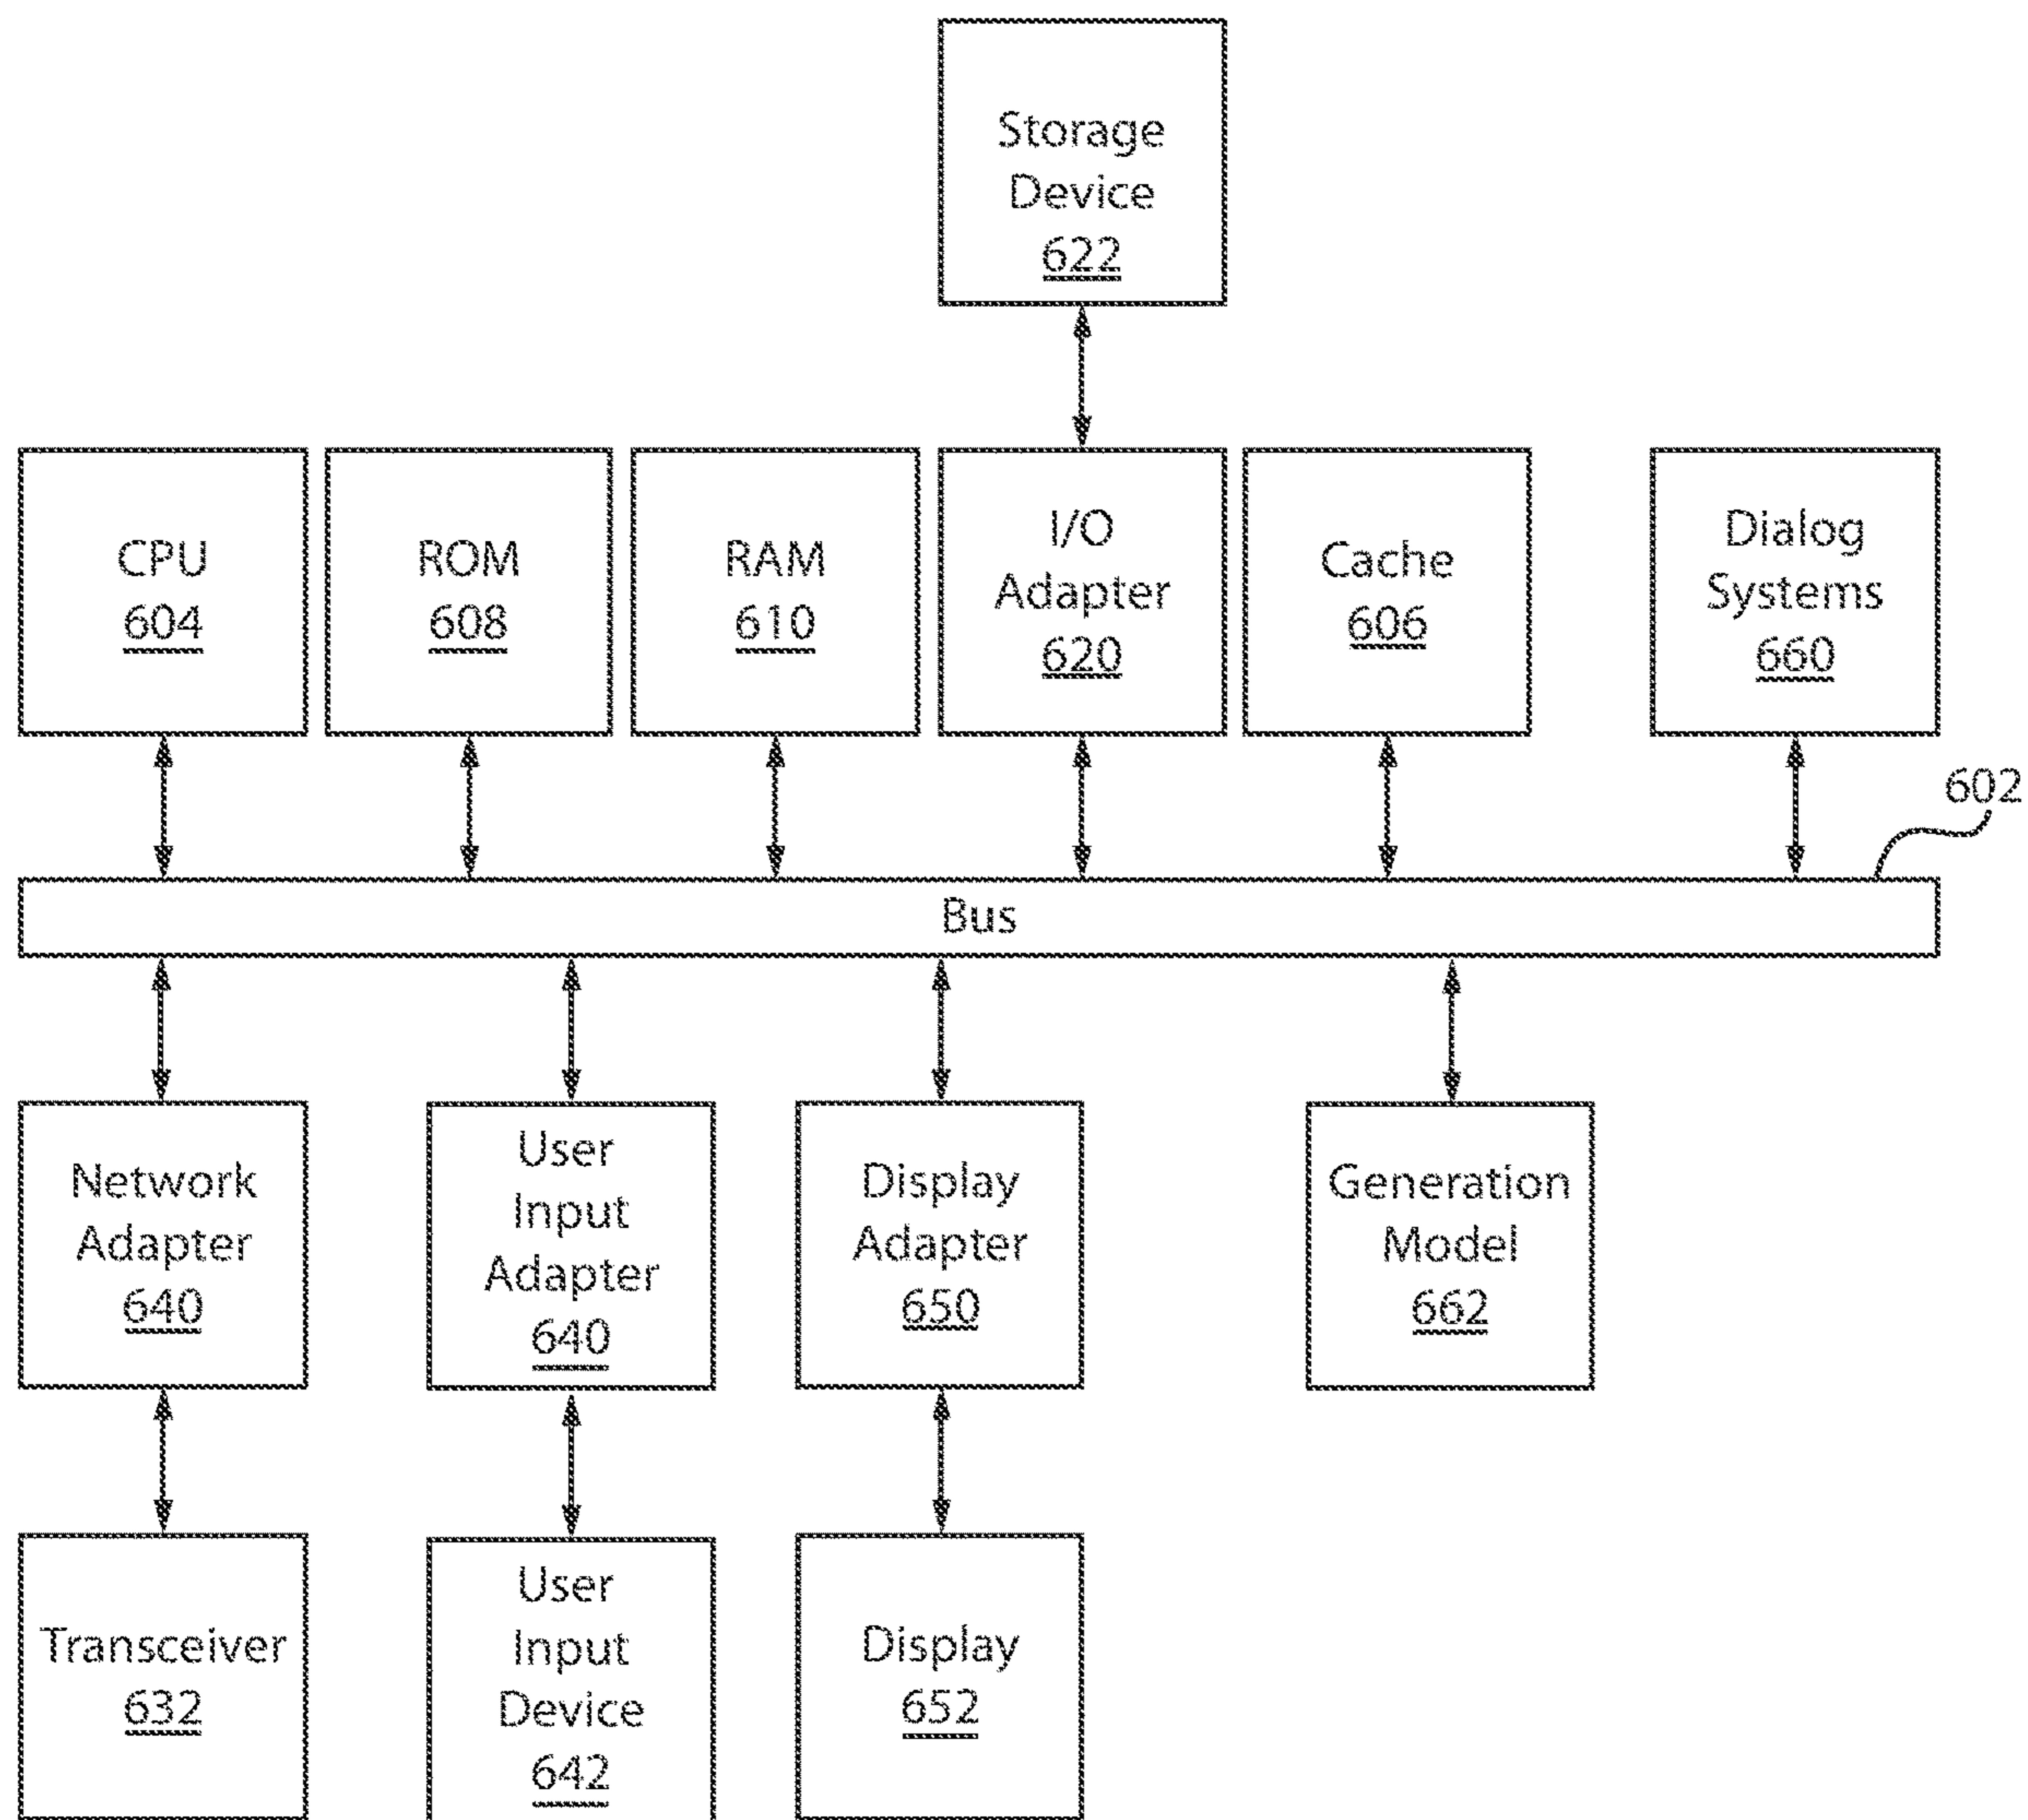 Storage
Device
622
CPU
604
ROM
608
RAM
610
I/O
Adapter
620
Cache
606
Dialog
Systems
660
602
Bus
Network
Adapter
640
User
Input
Adapter
640
Display
Adapter
650
Generation
Model
662
Transceiver
632
User
Input
Device
642
Display
652